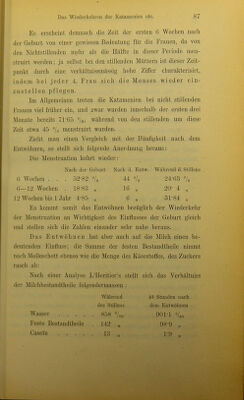 Das Wiederkehren der Katamenien etc. 87
Es erscheint demnach die Zeit der ersten 6 Wochen nach
der Geburt von einer gewissen Bedeutung für die Frauen, da von
den Nichtstillenden mehr als die Hälfte in dieser Periode men-
struirt werden; ja selbst bei den stillenden Müttern ist dieser Zeit-
punkt durch eine verhältnissmässig hohe Ziffer charakterisirt,
indem bei jeder 4. Frau sich die Menses wieder ein-
zustellen pflegen.
Im Allgemeinen treten die Katamenien bei nicht stillenden
Frauen viel früher ein, und zwar wurden innerhalb der ersten drei
Monate bereits 71·65 %, während von den stillenden um diese
Zeit etwa 45 % menstruirt wurden.
Zieht man einen Vergleich mit der Häufigkeit nach dem
Entwöhnen, so stellt sich folgende Anordnung heraus:
Die Menstruation kehrt wieder:
Nach der Geburt Nach d. Entw. Während d. Stillens
6 Wochen . 52·82 % 44 % 24·65 %
6—12 Wochen . 18·83 „ 16 „ 20·4 „
12 Wochen bis 1 Jahr 4·85 „ 6 „ 31·84 „
Es kommt somit das Entwöhnen bezüglich der Wiederkehr
der Menstruation an Wichtigkeit des Einflusses der Geburt gleich
und stellen sich die Zahlen einander sehr nahe heraus.
Das Entwöhnen hat aber auch auf die Milch einen be-
deutenden Einfluss; die Summe der festen Bestandtheile nimmt
nach Moleschott ebenso wie die Menge des Käsestoffes, des Zuckers
rasch ab:
Nach einer Analyse L'Heritier's stellt sich das Verhältniss
der Milchbestandtheile folgendermassen:
Während 48 Stunden nach
des Stillens dem Entw.
Wasser . . . . 858 901·1
Feste Bestandtheile . 142 „ 98·9 „
Caseïn . . . . 13 „ 1·9 „